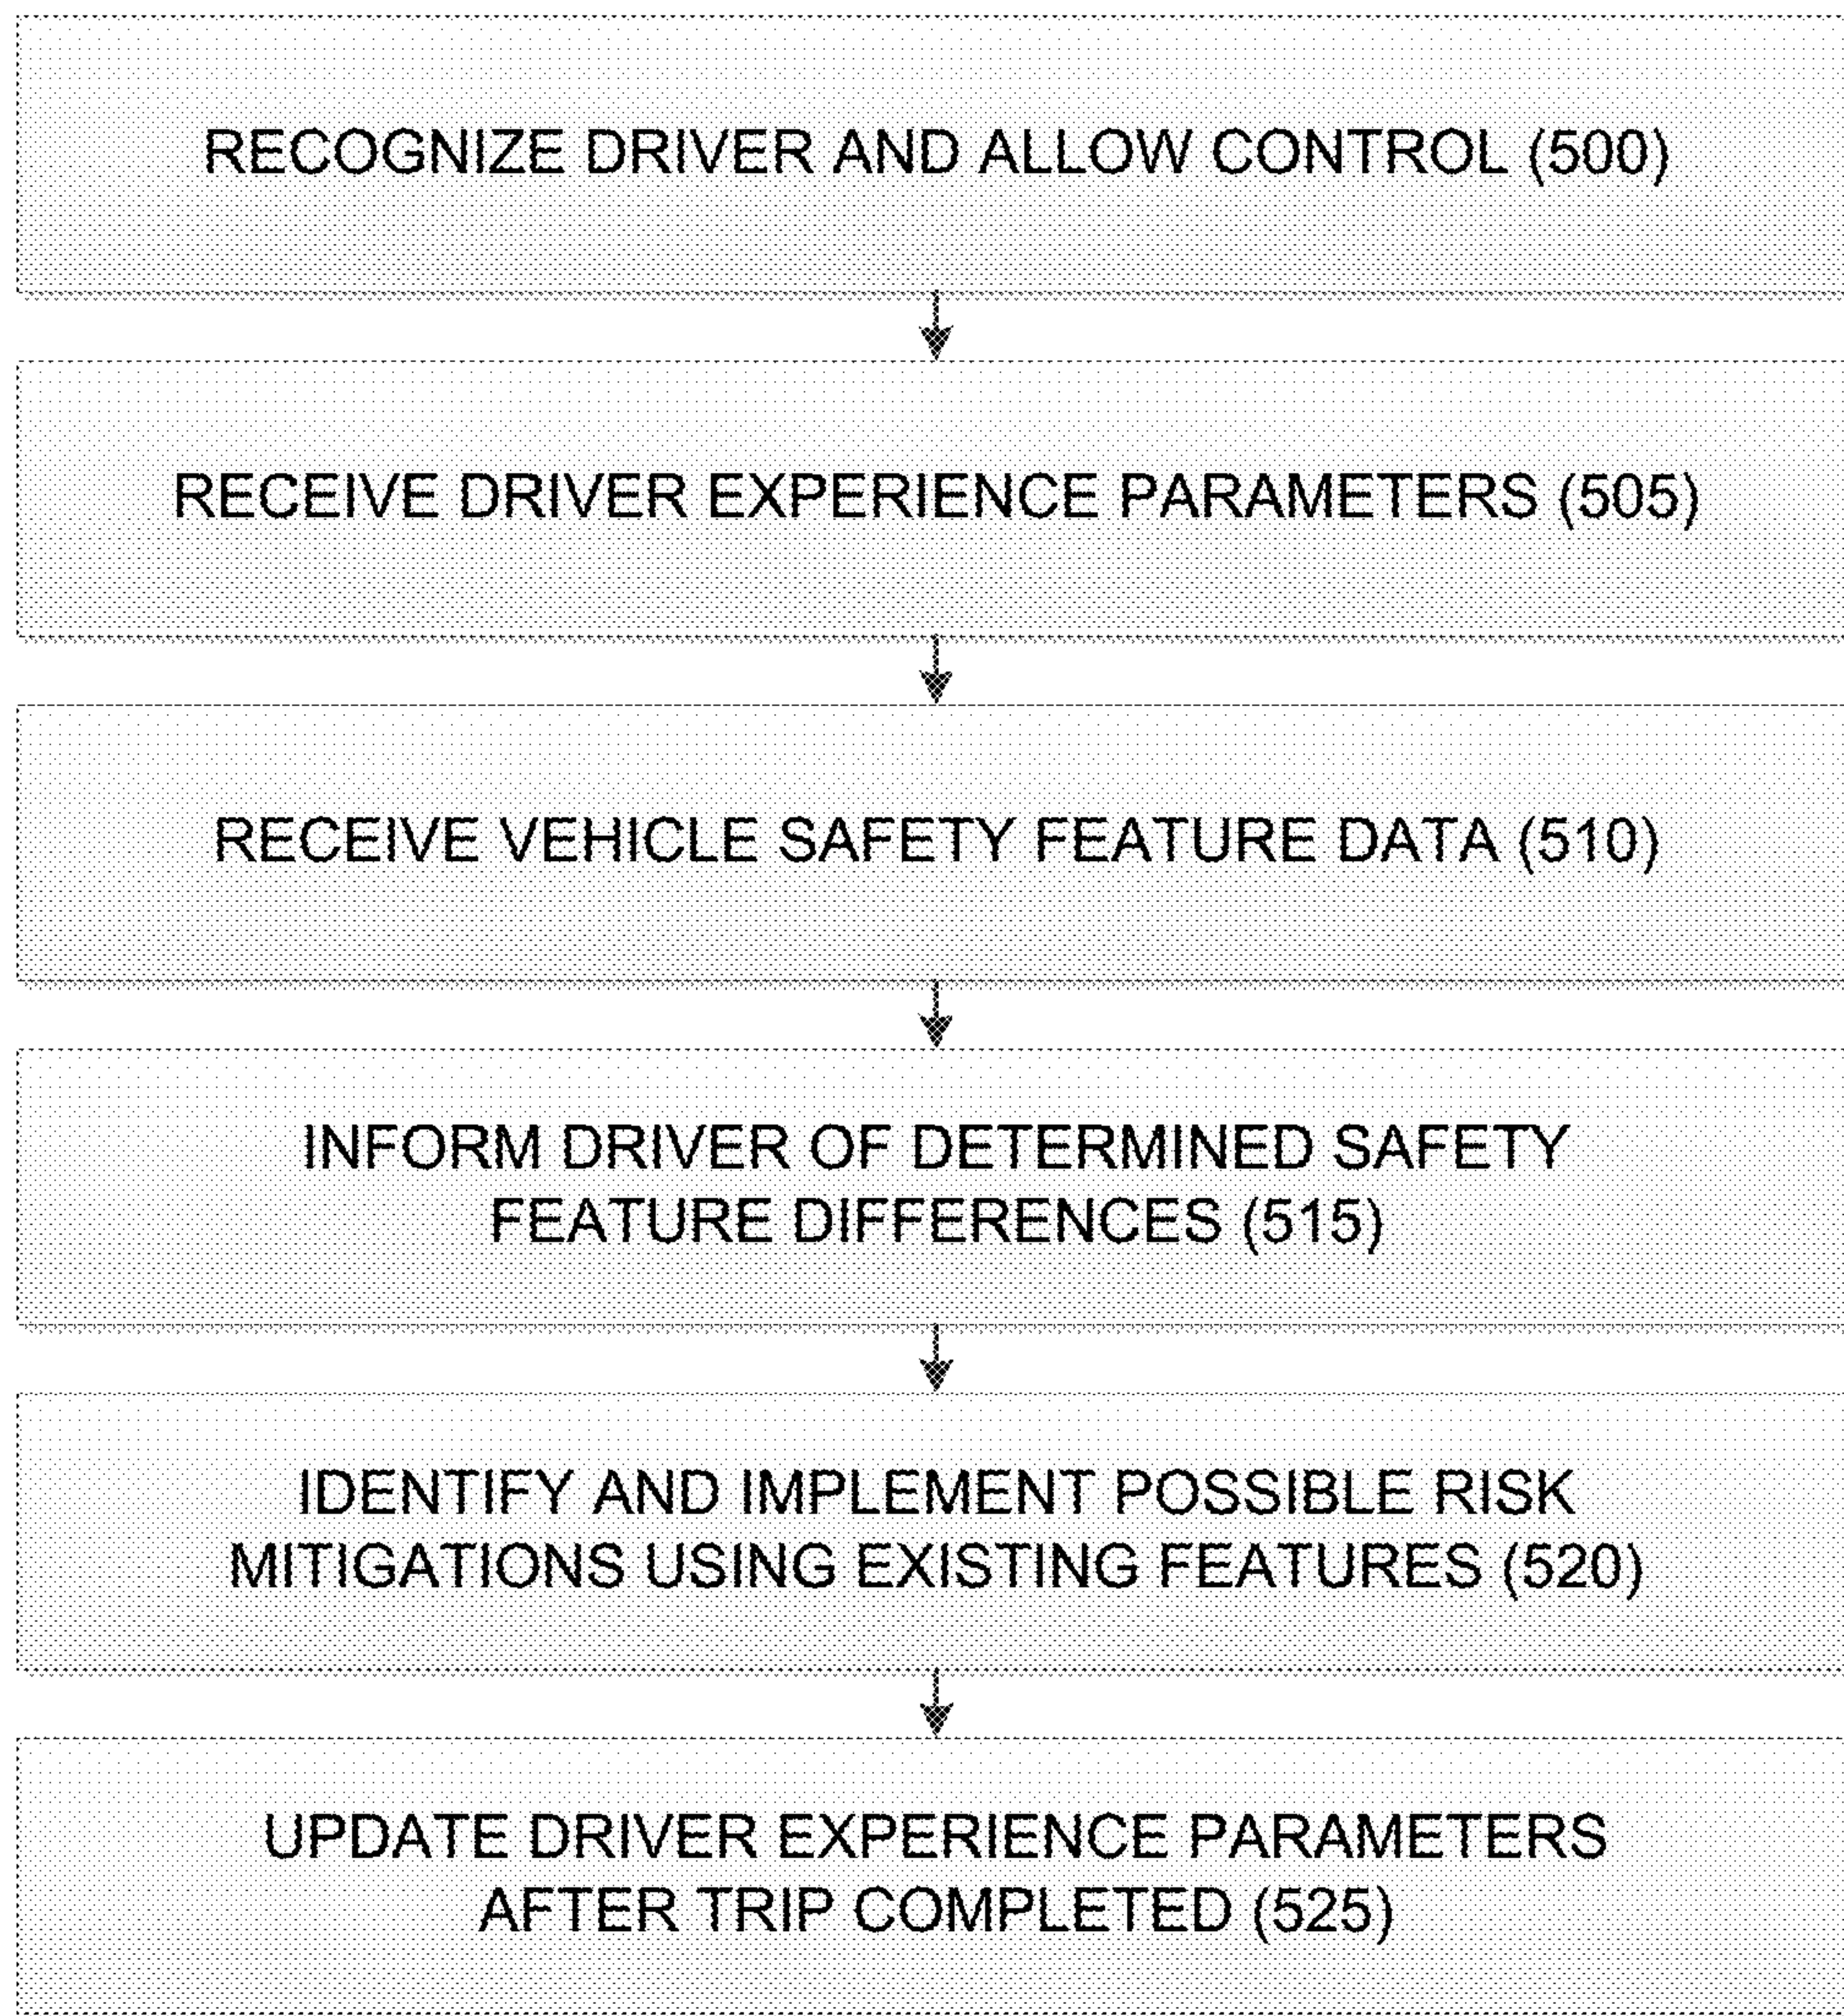 RECOGNIZE DRIVER AND ALLOW CONTROL (500)
RECEIVE DRIVER EXPERIENCE PARAMETERS (505)
RECEIVE VEHICLE SAFETY FEATURE DATA (510)
INFORM DRIVER OF DETERMINED SAFETY
FEATURE DIFFERENCES (515)
IDENTIFY AND IMPLEMENT POSSIBLE RISK
MITIGATIONS USING EXISTING FEATURES (520)
UPDATE DRIVER EXPERIENCE PARAMETERS
AFTER TRIP COMPLETED (525)